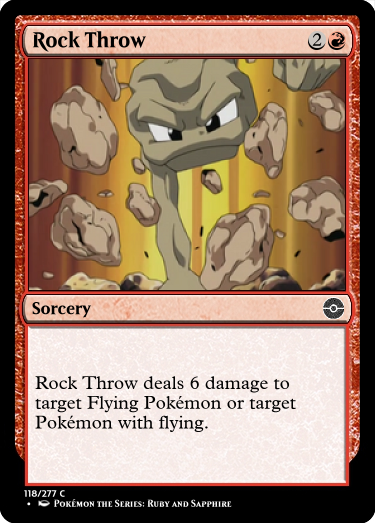 Rock Throw 2
Sorcery
Rock Throw deals 6 damage to
target Flying Pokémon or target
Pokémon with flying.
118/277 C
• Pokémon the Series: Ruby and Sapphire